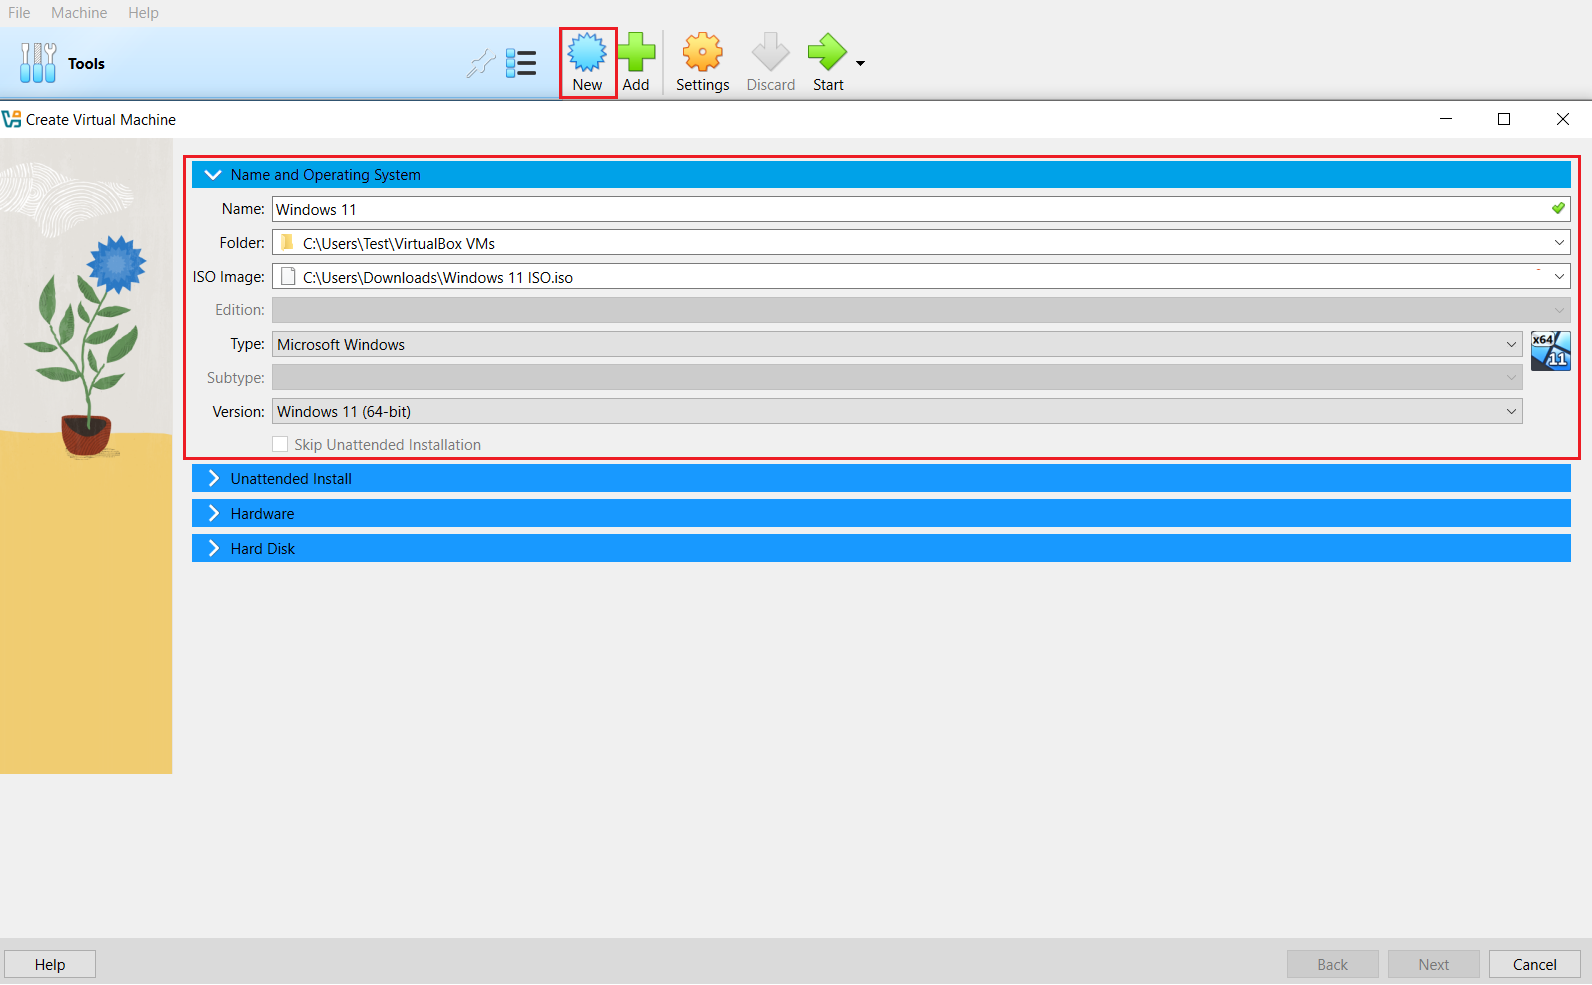 File Machine Help
Tools
New Add Settings Discard Start
Create Virtual Machine
Name and Operating System
Name: Windows 11
Folder: C:\Users\Test\VirtualBox VMs
ISO Image: C:\Users\Downloads\Windows 11 ISO.iso
Edition:
Type: Microsoft Windows
x64
11
Subtype:
Version: Windows 11 (64-bit)
Skip Unattended Installation
Unattended Install
Hardware
Hard Disk
Help Back Next Cancel